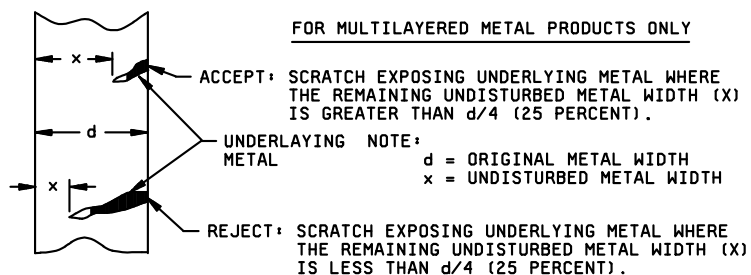 FOR MULTILAYERED METAL PRODUCTS ONLY
x
ACCEPT: SCRATCH EXPOSING UNDERLYING METAL WHERE
THE REMAINING UNDISTURBED METAL WIDTH (X)
IS GREATER THAN d/4 (25 PERCENT).
d
UNDERLAYING
METAL
NOTE:
d = ORIGINAL METAL WIDTH
x = UNDISTURBED METAL WIDTH
x
REJECT: SCRATCH EXPOSING UNDERLYING METAL WHERE
THE REMAINING UNDISTURBED METAL WIDTH (X)
IS LESS THAN d/4 (25 PERCENT).